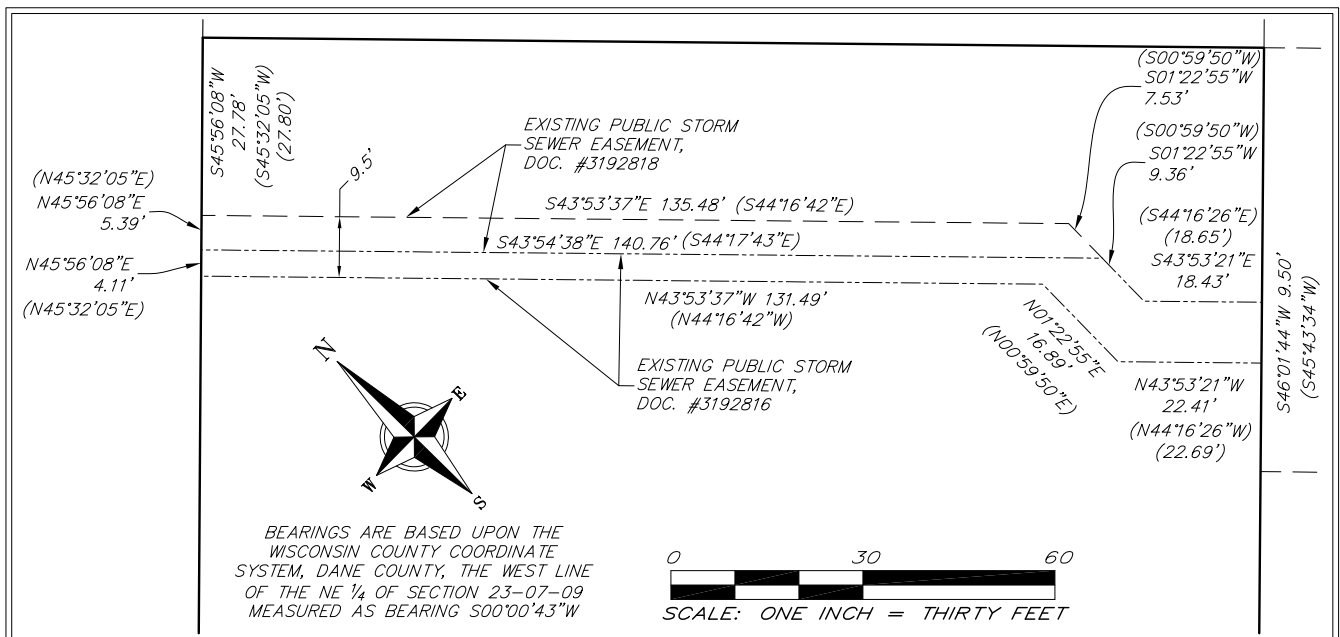 S45°56'08"W
27.78'
(S45°32'05"W)
(27.80')
(N45°32'05"E)
N45°56'08"E
5.39'
N45°56'08"E
4.11'
(N45°32'05"E)
9.5'
EXISTING PUBLIC STORM
SEWER EASEMENT,
DOC. #3192818
S43°53'37"E 135.48' (S44°16'42"E)
S43°54'38"E 140.76' (S44°17'43"E)
N43°53'37"W 131.49'
(N44°16'42"W)
EXISTING PUBLIC STORM
SEWER EASEMENT,
DOC. #3192816
(S00°59'50"W)
S01°22'55"W
7.53'
(S00°59'50"W)
S01°22'55"W
9.36'
(S44°16'26"E)
(18.65')
S43°53'21"E
18.43'
N01°22'55"E
16.89'
(N00°59'50"E)
N43°53'21"W
22.41'
(N44°16'26"W)
(22.69')
S46°01'44"W 9.50'
(S45°43'34"W)
N
E
W
S
BEARINGS ARE BASED UPON THE
WISCONSIN COUNTY COORDINATE
SYSTEM, DANE COUNTY, THE WEST LINE
OF THE NE 1/4 OF SECTION 23-07-09
MEASURED AS BEARING S00°00'43"W
0 30 60
SCALE: ONE INCH = THIRTY FEET